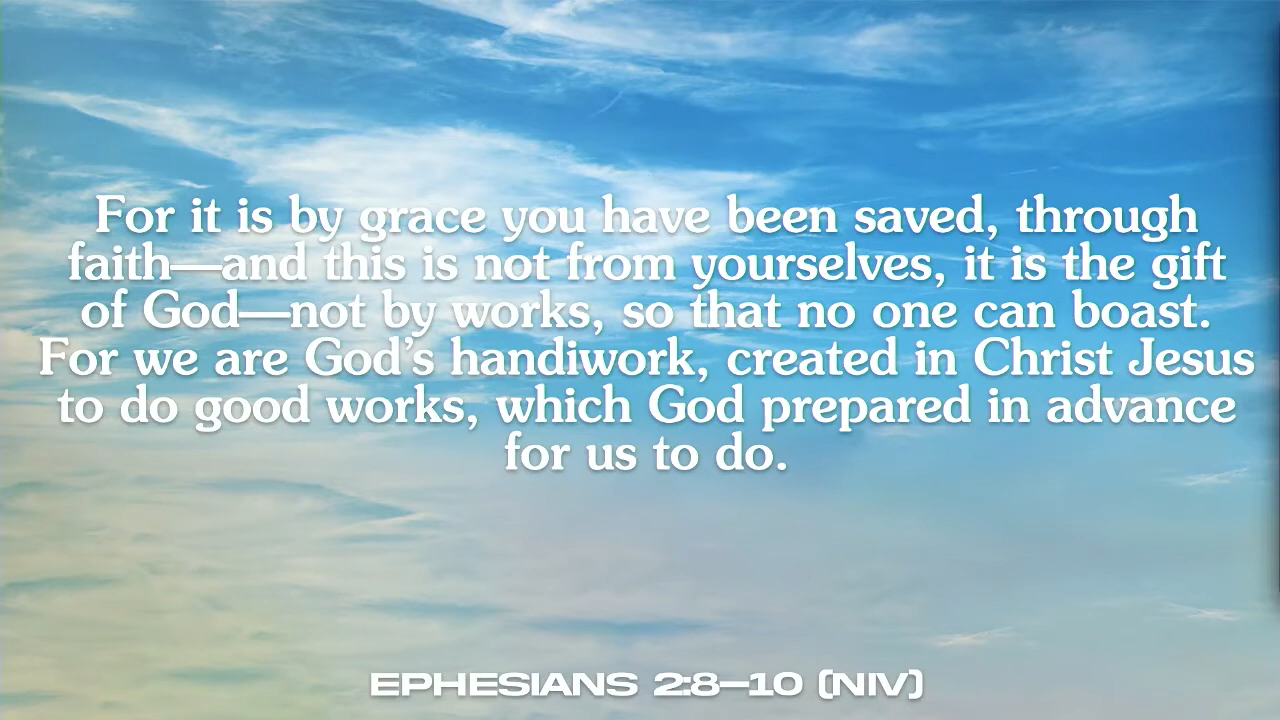 For it is by grace you have been saved, through
faith—and this is not from yourselves, it is the gift
of God—not by works, so that no one can boast.
For we are God’s handiwork, created in Christ Jesus
to do good works, which God prepared in advance
for us to do.
EPHESIANS 2:8–10 (NIV)